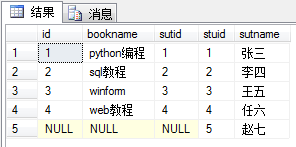 结果 消息
id bookname sutid stuid sutname
1 1 python编程 1 1 张三
2 2 sql教程 2 2 李四
3 3 winform 3 3 王五
4 4 web教程 4 4 任六
5 NULL NULL NULL 5 赵七